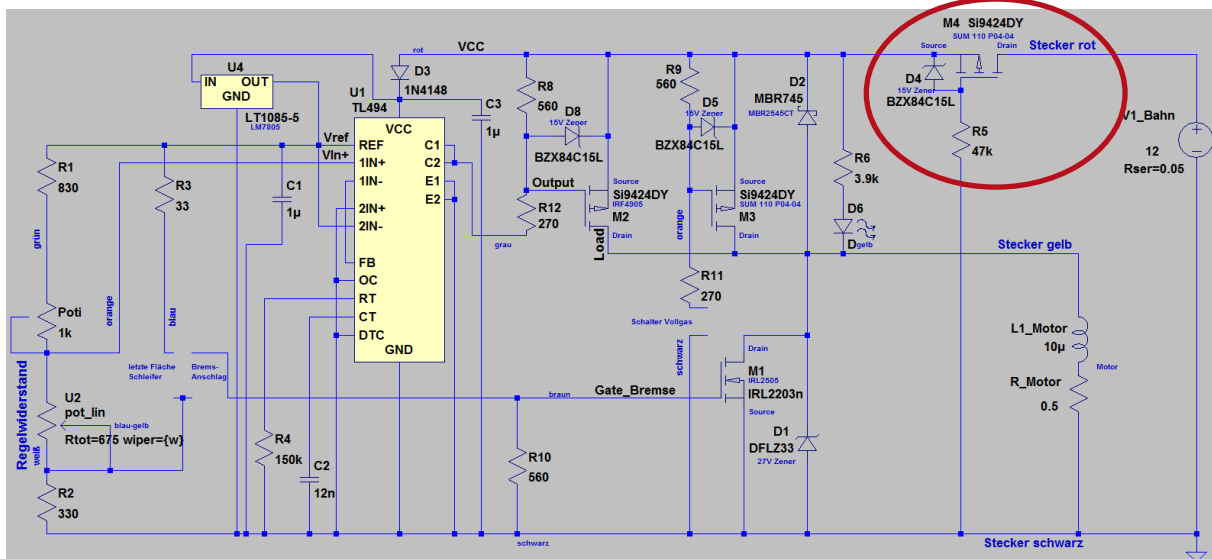 M4 Si9424DY
SUM 110 P04-04
Source
Drain
Stecker rot
D4
15V Zener
BZX84C15L
R5
47k
V1_Bahn
12
Rser=0.05
rot
VCC
U4
IN OUT
GND
LT1085-5
LM7805
D3
1N4148
U1
TL494
C3
1µ
R8
560
D8
15V Zener
BZX84C15L
R9
560
D5
15V Zener
BZX84C15L
D2
MBR745
MBR2545CT
R6
3.9k
D6
D
gelb
Vref
VIn+
VCC
REF
1IN+
1IN-
2IN+
2IN-
FB
OC
RT
CT
DTC
GND
C1
C2
E1
E2
R1
830
R3
33
C1
1µ
Output
Source
Si9424DY
IRF4905
M2
Drain
Load
R12
270
grau
orange
Source
Si9424DY
SUM 110 P04-04
M3
Drain
Stecker gelb
grün
orange
blau
Poti
1k
R11
270
Schalter Vollgas
schwarz
L1_Motor
10µ
Motor
R_Motor
0.5
letzte Fläche
Schleifer
Brems-
Anschlag
Drain
M1
IRL2505
IRL2203n
Source
braun
Gate_Bremse
Regelwiderstand
U2
pot_lin
blau-gelb
Rtot=675 wiper={w}
weiß
R4
150k
C2
12n
R10
560
D1
DFLZ33
27V Zener
R2
330
schwarz
Stecker schwarz